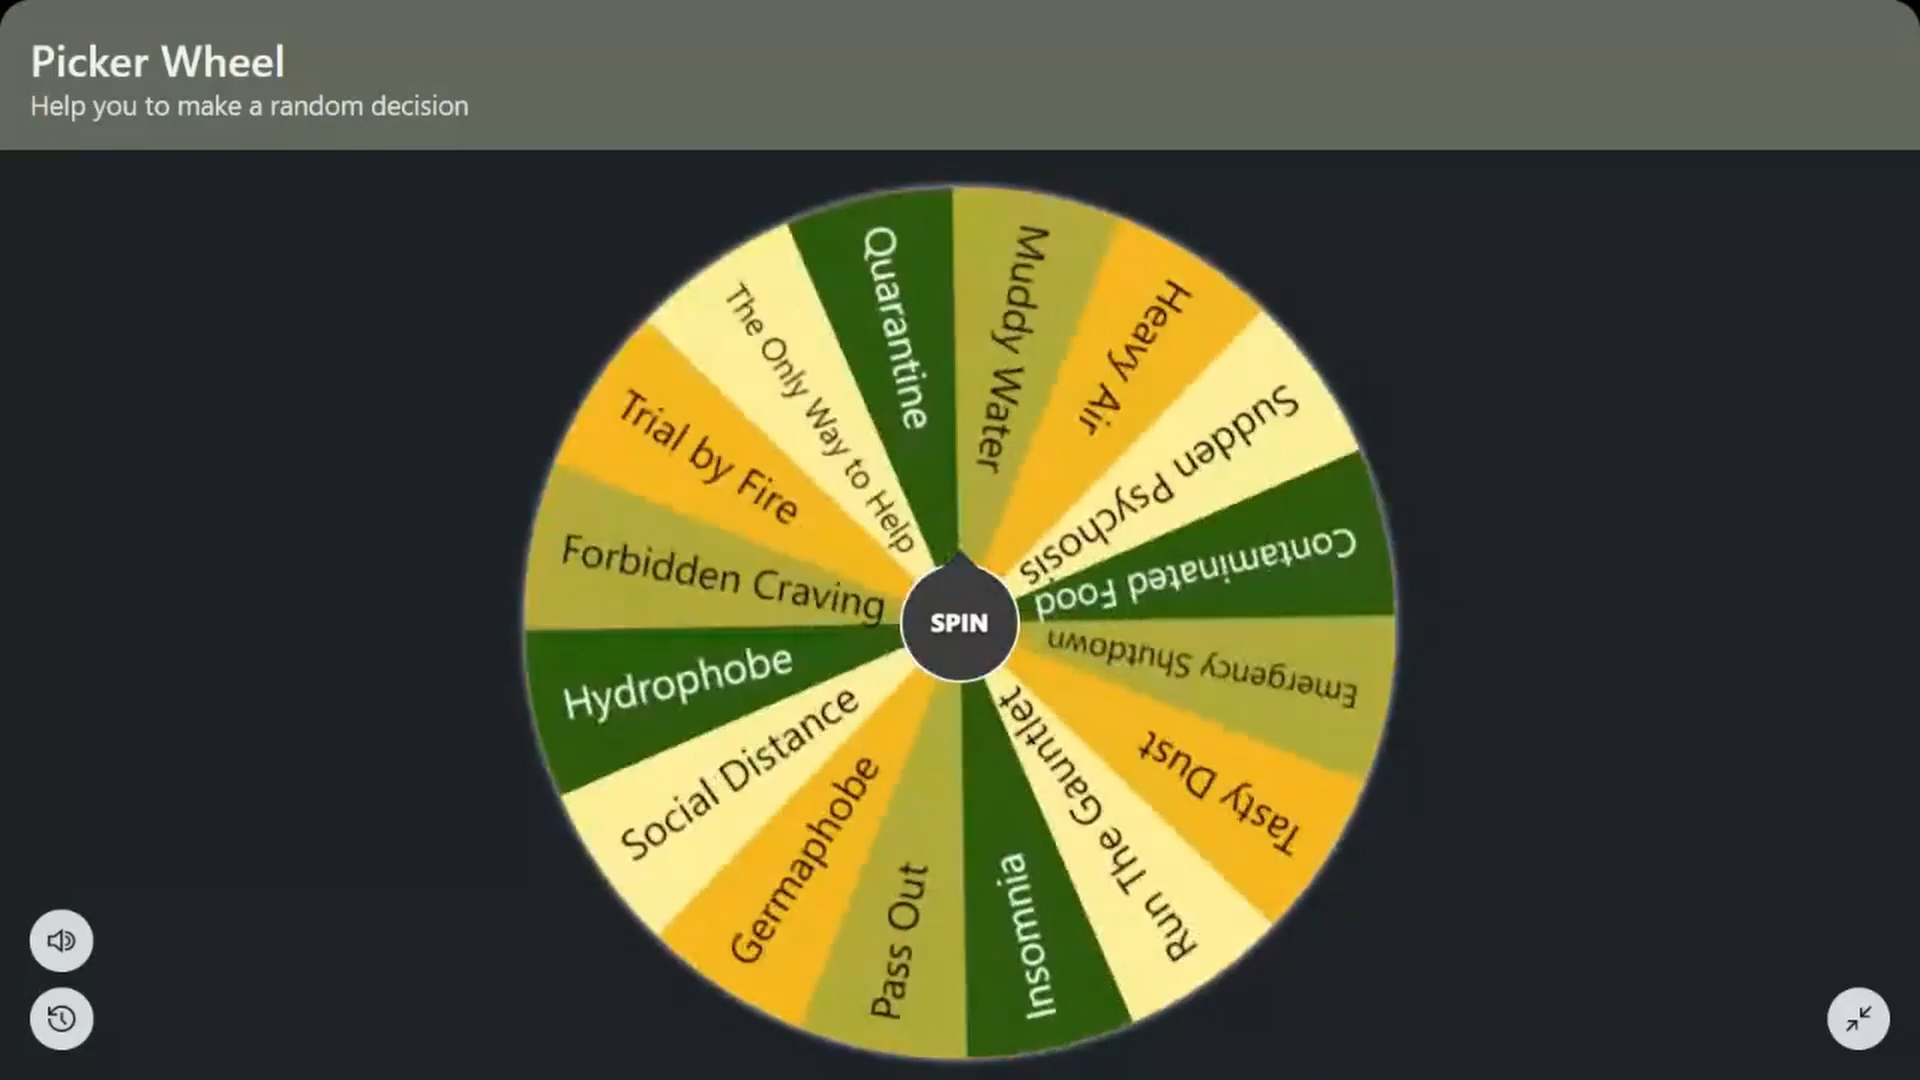 Picker Wheel
Help you to make a random decision
Quarantine
Muddy Water
Heavy Air
Sudden Psychosis
Contaminated Food
Emergency Shutdown
Tasty Dust
Run The Gauntlet
Insomnia
Pass Out
Germaphobe
Social Distance
Hydrophobe
Forbidden Craving
Trial by Fire
The Only Way to Help
SPIN